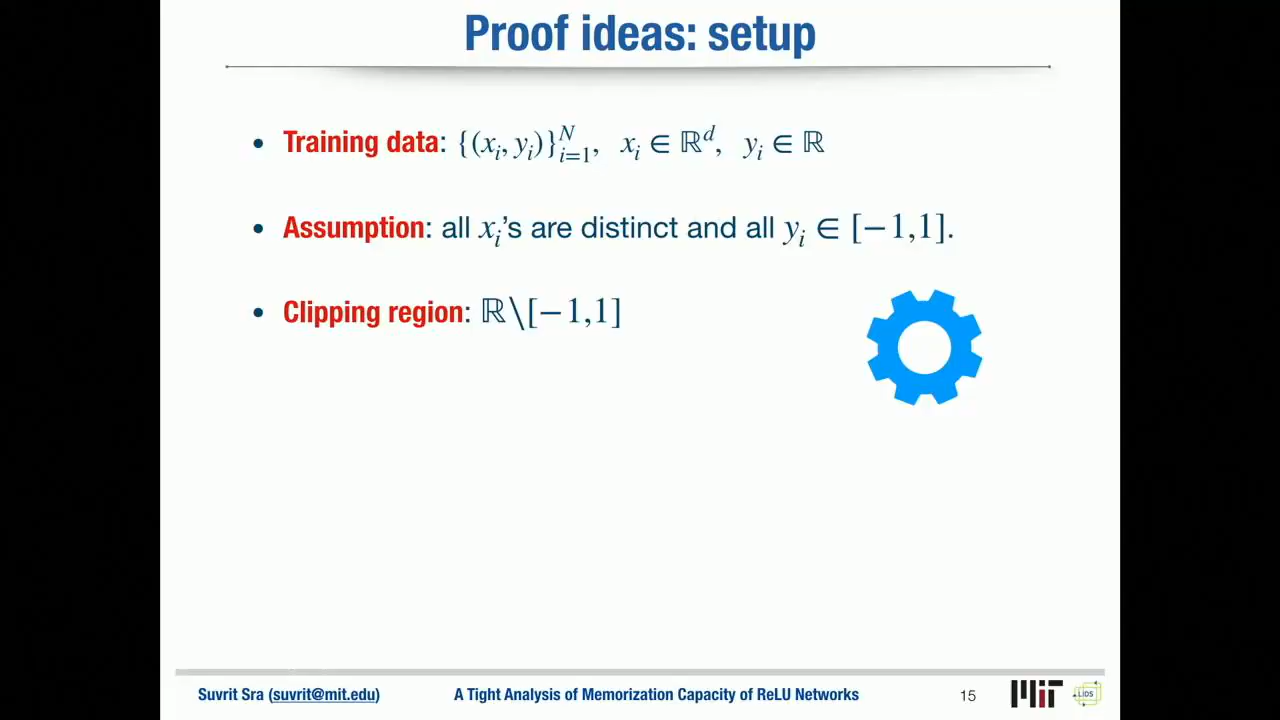 Proof ideas: setup
• Training data: {(xᵢ, yᵢ)}ᴺᵢ₌₁, xᵢ ∈ ℝᵈ, yᵢ ∈ ℝ
• Assumption: all xᵢ's are distinct and all yᵢ ∈ [−1,1].
• Clipping region: ℝ\[−1,1]
Suvrit Sra (suvrit@mit.edu) A Tight Analysis of Memorization Capacity of ReLU Networks 15 MIT LIDS